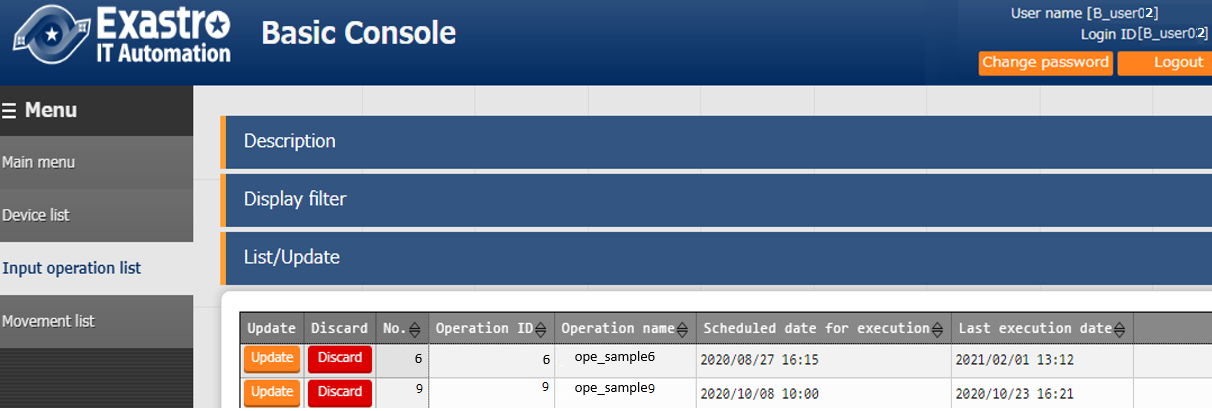 Exastro
IT Automation
Basic Console
User name [B_user02]
Login ID[B_user02]
Change password Logout
Menu
Main menu
Device list
Input operation list
Movement list
Description
Display filter
List/Update
Update Discard No. Operation ID Operation name Scheduled date for execution Last execution date
Update Discard 6 6 ope_sample6 2020/08/27 16:15 2021/02/01 13:12
Update Discard 9 9 ope_sample9 2020/10/08 10:00 2020/10/23 16:21